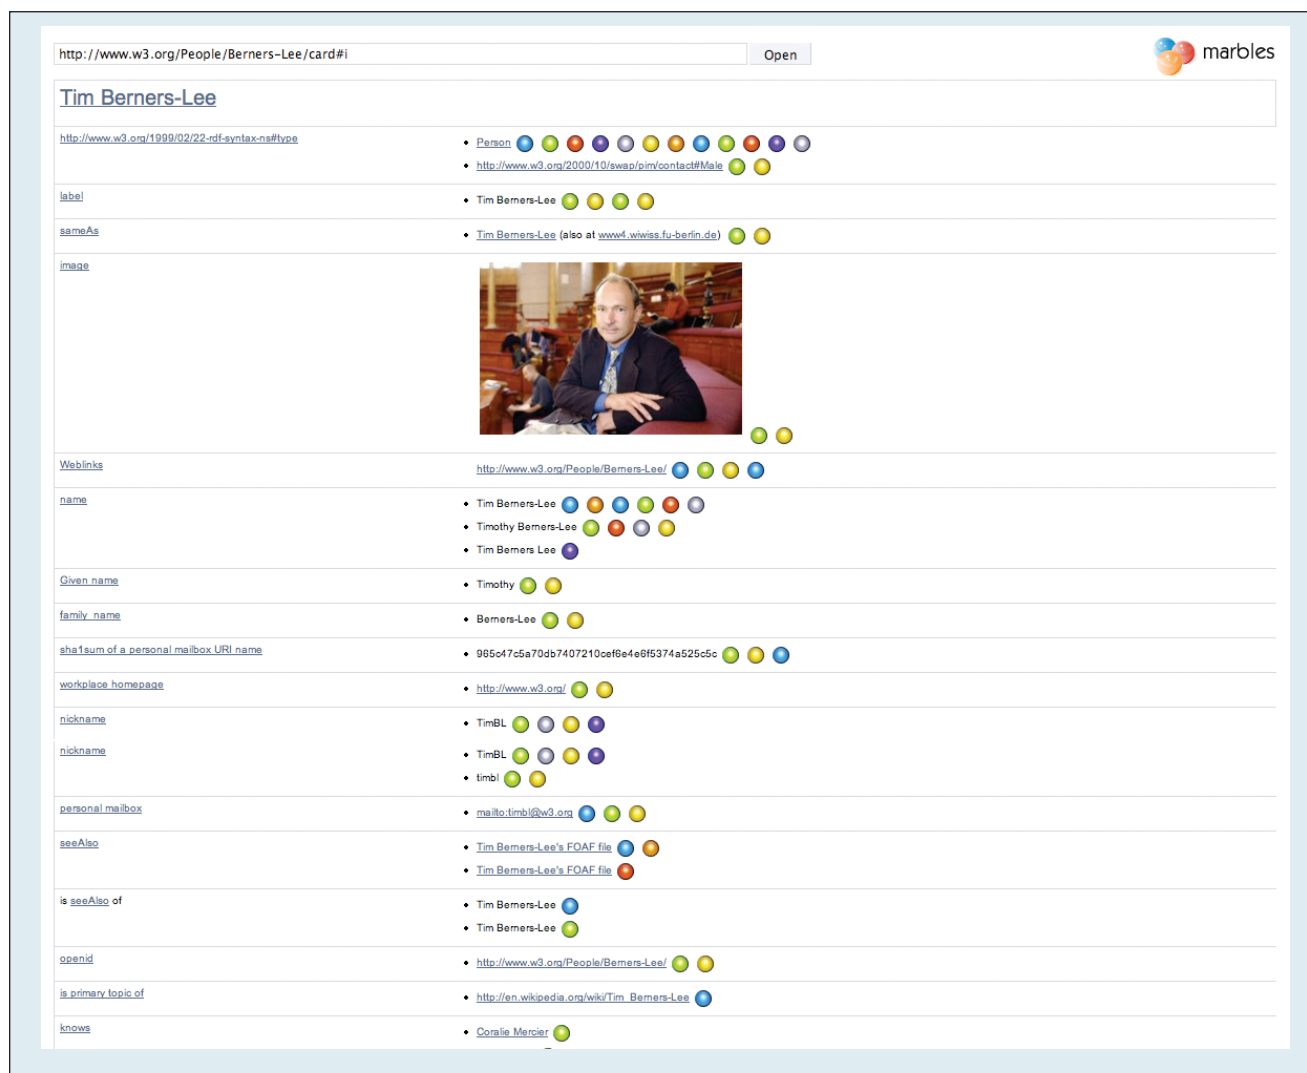 http://www.w3.org/People/Berners-Lee/card#i
Open
marbles
Tim Berners-Lee
http://www.w3.org/1999/02/22-rdf-syntax-ns#type
• Person
• http://www.w3.org/2000/10/swap/pim/contact#Male
label
• Tim Berners-Lee
sameAs
• Tim Berners-Lee (also at www4.wiwiss.fu-berlin.de)
image
Weblinks
http://www.w3.org/People/Berners-Lee/
name
• Tim Berners-Lee
• Timothy Berners-Lee
• Tim Berners Lee
Given name
• Timothy
family_name
• Berners-Lee
sha1sum of a personal mailbox URI name
• 965c47c5a70db7407210cef6e4e6f5374a525c5c
workplace homepage
• http://www.w3.org/
nickname
• TimBL
nickname
• TimBL
• timbl
personal mailbox
• mailto:timbl@w3.org
seeAlso
• Tim Berners-Lee's FOAF file
• Tim Berners-Lee's FOAF file
is seeAlso of
• Tim Berners-Lee
• Tim Berners-Lee
openid
• http://www.w3.org/People/Berners-Lee/
is primary topic of
• http://en.wikipedia.org/wiki/Tim_Berners-Lee
knows
• Coralie Mercier